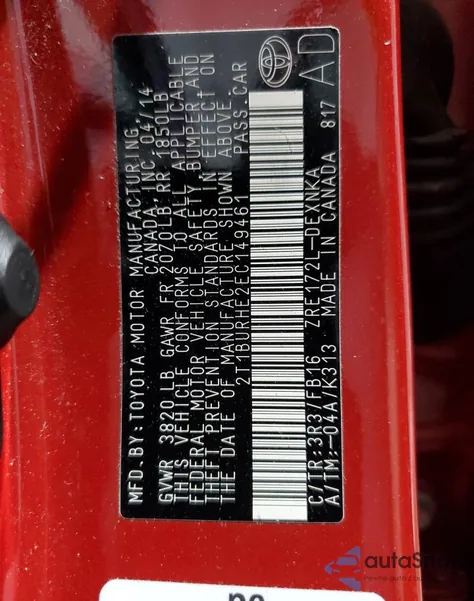 MFD.BY:TOYOTA MOTOR MANUFACTURING
CANADA INC. 04/14
GVWR 3820LB GAWR FR 2070LB RR 1850LB
THIS VEHICLE CONFORMS TO ALL APPLICABLE
FEDERAL MOTOR VEHICLE SAFETY, BUMPER AND
THEFT PREVENTION STANDARDS IN EFFECT ON
THE DATE OF MANUFACTURE SHOWN ABOVE
2T1BURHE2EC149461 PASS.CAR
C/TR:3R3/FB16 ZRE172L-DEXNKA
A/TM:-04A/K313 MADE IN CANADA 817
AD